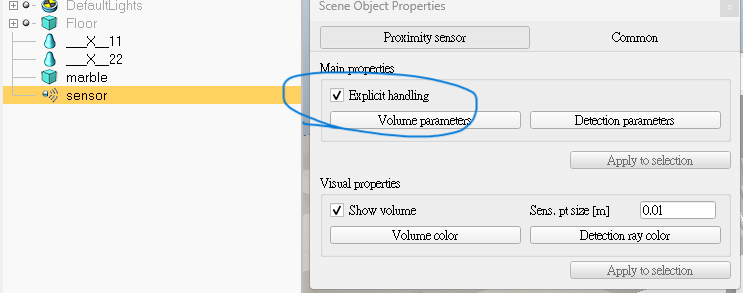 DefaultLights
Floor
___X__11
___X__22
marble
sensor
Scene Object Properties
x
Proximity sensor
Common
Main properties
Explicit handling
Volume parameters
Detection parameters
Apply to selection
Visual properties
Show volume
Sens. pt size [m]
0.01
Volume color
Detection ray color
Apply to selection